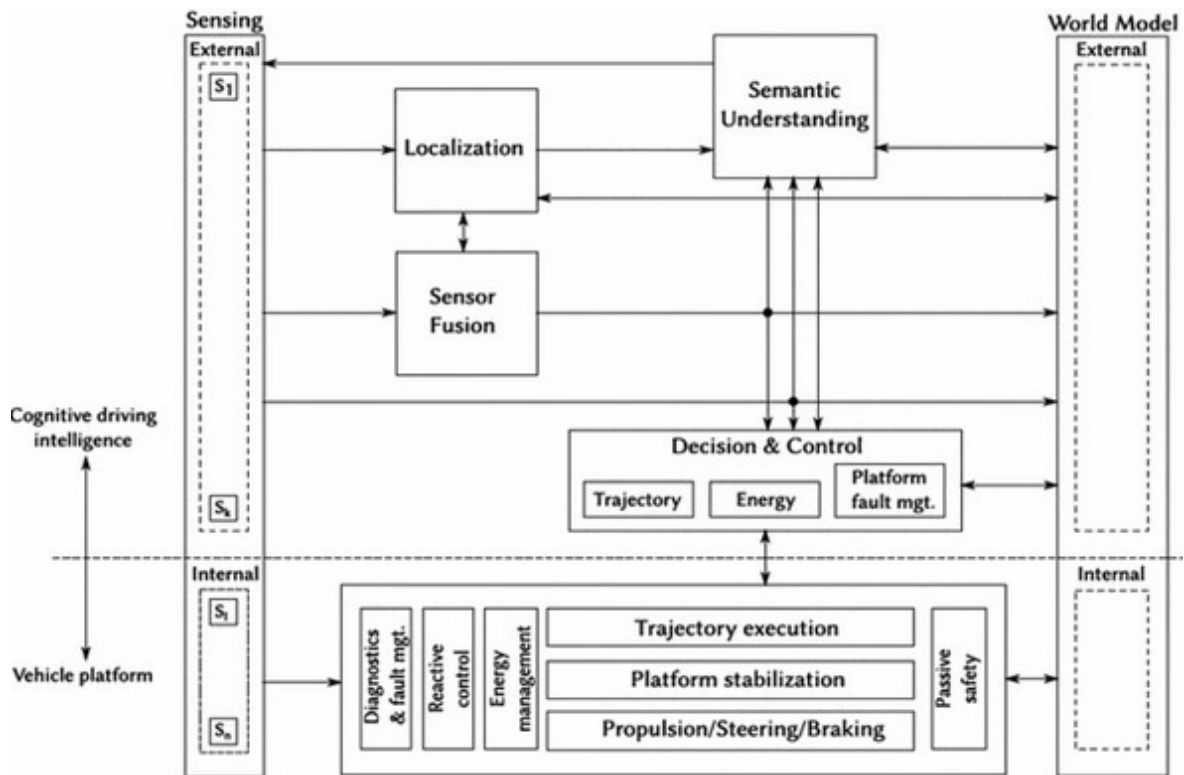 Sensing
World Model
External
External
S1
Semantic
Understanding
Localization
Sensor
Fusion
Cognitive driving
intelligence
Decision & Control
Trajectory
Energy
Platform
fault mgt.
Sk
Internal
Internal
Si
Vehicle platform
Diagnostics
& fault mgt.
Reactive
control
Energy
management
Trajectory execution
Platform stabilization
Propulsion/Steering/Braking
Passive
safety
Sn